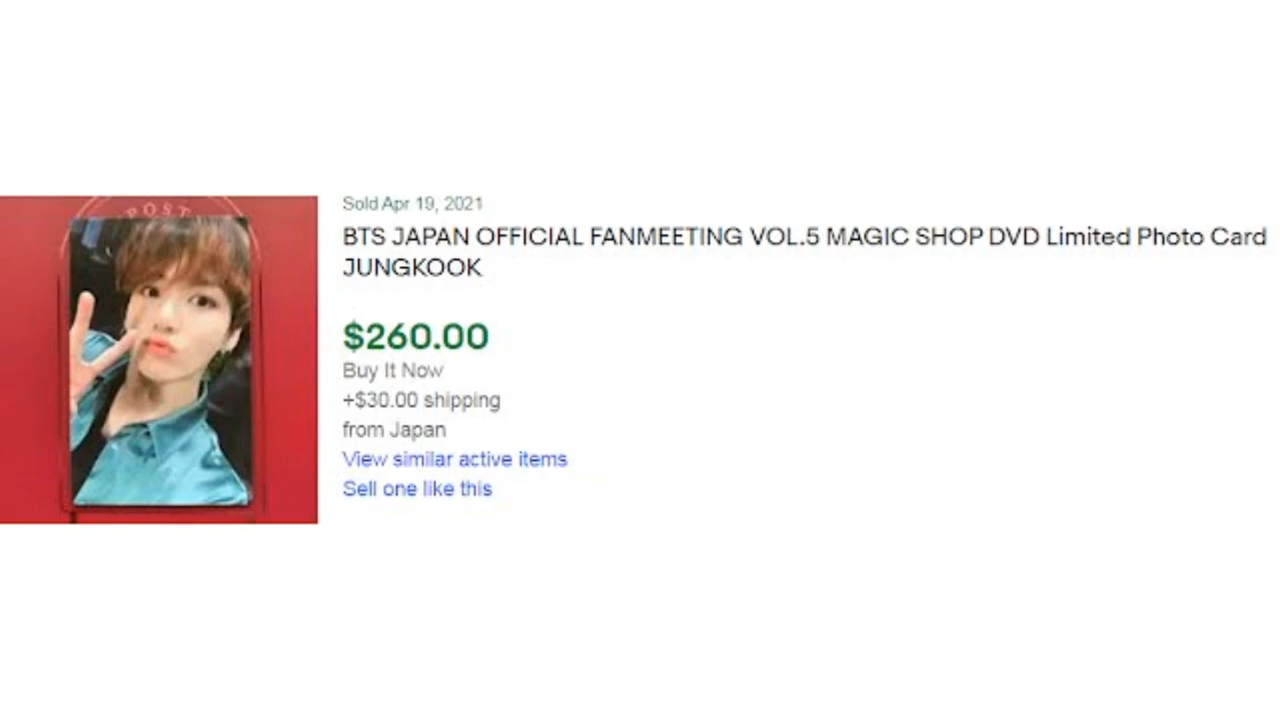 POST
Sold Apr 19, 2021
BTS JAPAN OFFICIAL FANMEETING VOL.5 MAGIC SHOP DVD Limited Photo Card
JUNGKOOK
$260.00
Buy It Now
+$30.00 shipping
from Japan
View similar active items
Sell one like this